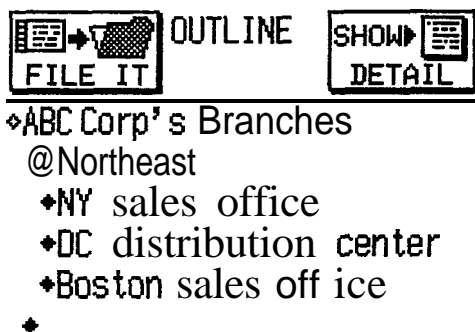 OUTLINE
FILE IT
SHOW
DETAIL
ABC Corp's Branches
@Northeast
NY sales office
DC distribution center
Boston sales off ice